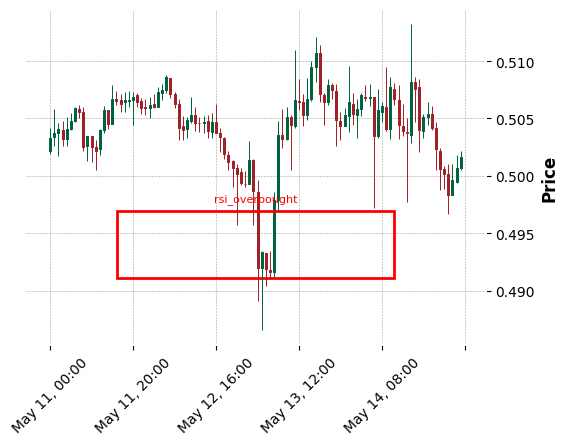 0.510
0.505
0.500
0.495
0.490
Price
rsi_overbought
May 11, 00:00
May 11, 20:00
May 12, 16:00
May 13, 12:00
May 14, 08:00